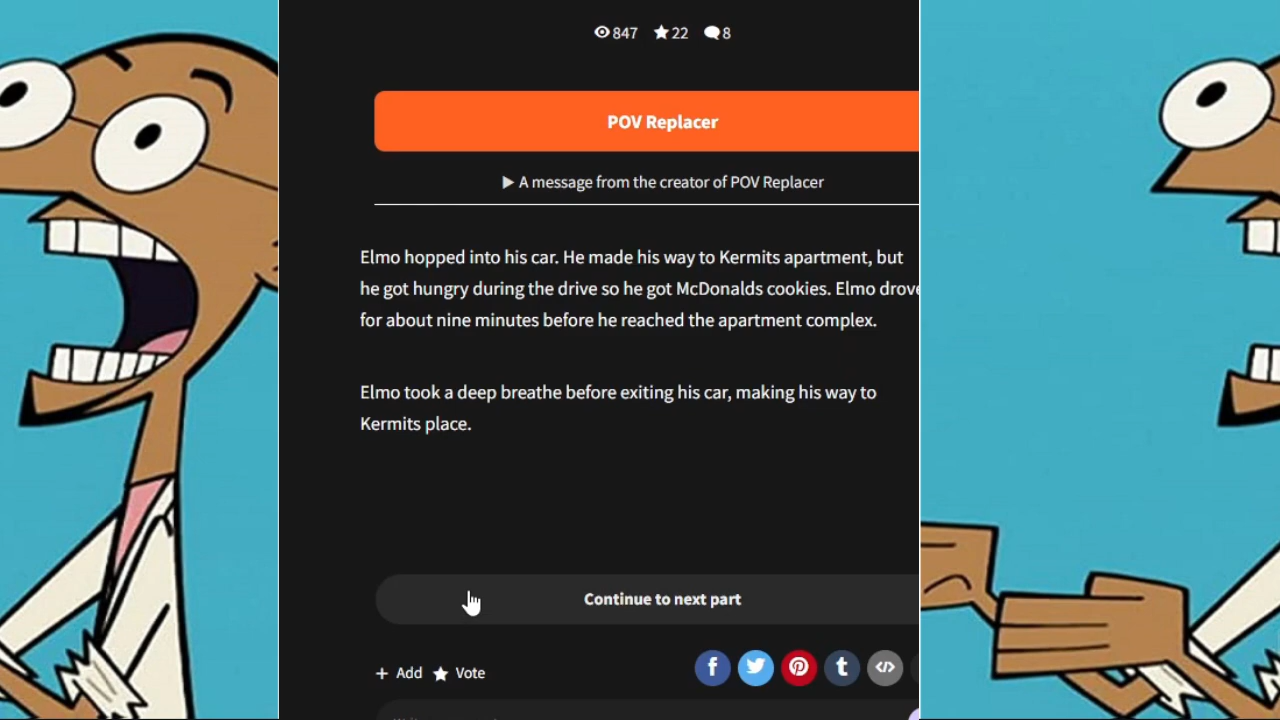 847 22 8
POV Replacer
▶ A message from the creator of POV Replacer
Elmo hopped into his car. He made his way to Kermits apartment, but
he got hungry during the drive so he got McDonalds cookies. Elmo drove
for about nine minutes before he reached the apartment complex.
Elmo took a deep breathe before exiting his car, making his way to
Kermits place.
Continue to next part
+ Add ★ Vote